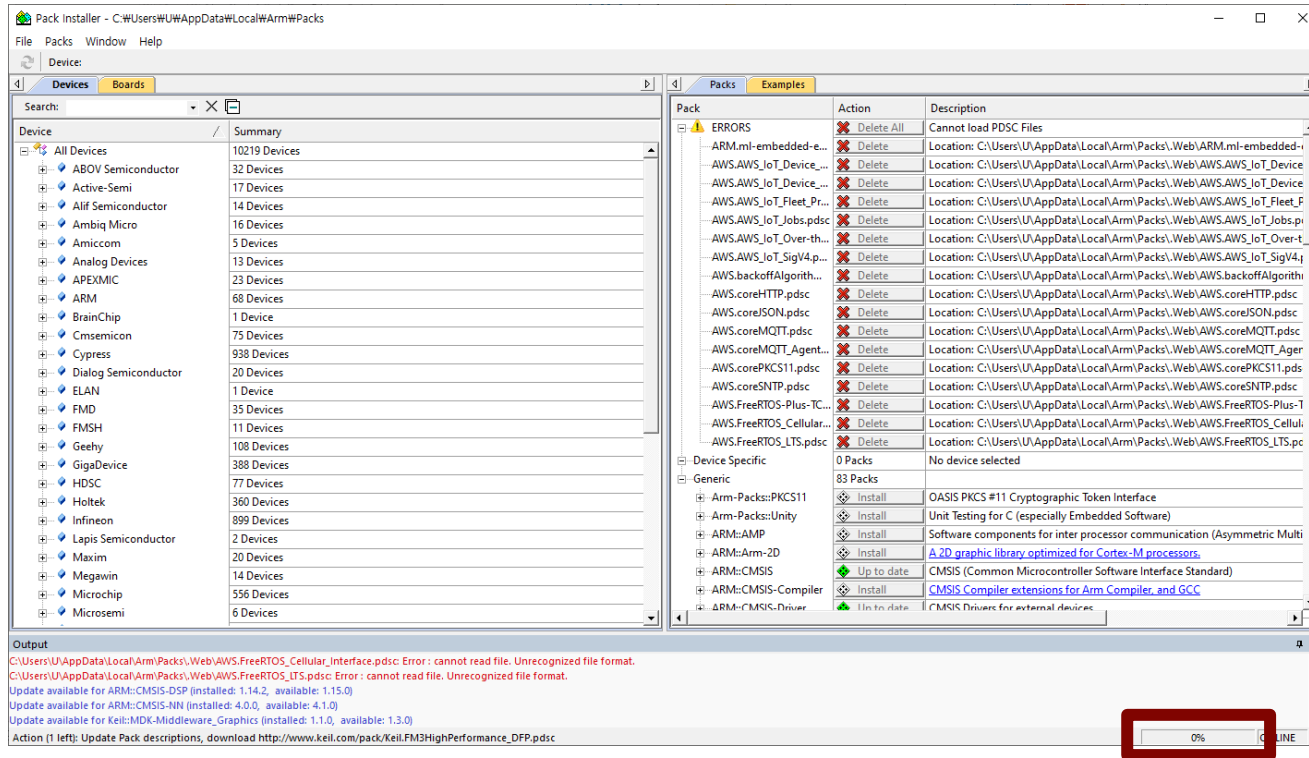 Pack Installer - C:₩Users₩U₩AppData₩Local₩Arm₩Packs
File Packs Window Help
Device:
Devices Boards
Search:
Device / Summary
All Devices 10219 Devices
ABOV Semiconductor 32 Devices
Active-Semi 17 Devices
Alif Semiconductor 14 Devices
Ambiq Micro 16 Devices
Amiccom 5 Devices
Analog Devices 13 Devices
APEXMIC 23 Devices
ARM 68 Devices
BrainChip 1 Device
Cmsemicon 75 Devices
Cypress 938 Devices
Dialog Semiconductor 20 Devices
ELAN 1 Device
FMD 35 Devices
FMSH 11 Devices
Geehy 108 Devices
GigaDevice 388 Devices
HDSC 77 Devices
Holtek 360 Devices
Infineon 899 Devices
Lapis Semiconductor 2 Devices
Maxim 20 Devices
Megawin 14 Devices
Microchip 556 Devices
Microsemi 6 Devices
Packs Examples
Pack Action Description
ERRORS Delete All Cannot load PDSC Files
ARM.ml-embedded-e... Delete Location: C:\Users\U\AppData\Local\Arm\Packs\.Web\ARM.ml-embedded-
AWS.AWS_IoT_Device_... Delete Location: C:\Users\U\AppData\Local\Arm\Packs\.Web\AWS.AWS_IoT_Device
AWS.AWS_IoT_Device_... Delete Location: C:\Users\U\AppData\Local\Arm\Packs\.Web\AWS.AWS_IoT_Device
AWS.AWS_IoT_Fleet_Pr... Delete Location: C:\Users\U\AppData\Local\Arm\Packs\.Web\AWS.AWS_IoT_Fleet_P
AWS.AWS_IoT_Jobs.pdsc Delete Location: C:\Users\U\AppData\Local\Arm\Packs\.Web\AWS.AWS_IoT_Jobs.p
AWS.AWS_IoT_Over-th... Delete Location: C:\Users\U\AppData\Local\Arm\Packs\.Web\AWS.AWS_IoT_Over-t
AWS.AWS_IoT_SigV4.p... Delete Location: C:\Users\U\AppData\Local\Arm\Packs\.Web\AWS.AWS_IoT_SigV4.
AWS.backoffAlgorith... Delete Location: C:\Users\U\AppData\Local\Arm\Packs\.Web\AWS.backoffAlgorith
AWS.coreHTTP.pdsc Delete Location: C:\Users\U\AppData\Local\Arm\Packs\.Web\AWS.coreHTTP.pdsc
AWS.coreJSON.pdsc Delete Location: C:\Users\U\AppData\Local\Arm\Packs\.Web\AWS.coreJSON.pdsc
AWS.coreMQTT.pdsc Delete Location: C:\Users\U\AppData\Local\Arm\Packs\.Web\AWS.coreMQTT.pdsc
AWS.coreMQTT_Agent... Delete Location: C:\Users\U\AppData\Local\Arm\Packs\.Web\AWS.coreMQTT_Agen
AWS.corePKCS11.pdsc Delete Location: C:\Users\U\AppData\Local\Arm\Packs\.Web\AWS.corePKCS11.pds
AWS.coreSNTP.pdsc Delete Location: C:\Users\U\AppData\Local\Arm\Packs\.Web\AWS.coreSNTP.pdsc
AWS.FreeRTOS-Plus-TC... Delete Location: C:\Users\U\AppData\Local\Arm\Packs\.Web\AWS.FreeRTOS-Plus-T
AWS.FreeRTOS_Cellular... Delete Location: C:\Users\U\AppData\Local\Arm\Packs\.Web\AWS.FreeRTOS_Cellul
AWS.FreeRTOS_LTS.pdsc Delete Location: C:\Users\U\AppData\Local\Arm\Packs\.Web\AWS.FreeRTOS_LTS.pd
Device Specific 0 Packs No device selected
Generic 83 Packs
Arm-Packs::PKCS11 Install OASIS PKCS #11 Cryptographic Token Interface
Arm-Packs::Unity Install Unit Testing for C (especially Embedded Software)
ARM::AMP Install Software components for inter processor communication (Asymmetric Multi
ARM::Arm-2D Install A 2D graphic library optimized for Cortex-M processors.
ARM::CMSIS Up to date CMSIS (Common Microcontroller Software Interface Standard)
ARM::CMSIS-Compiler Install CMSIS Compiler extensions for Arm Compiler, and GCC
ARM::CMSIS-Driver Up to date CMSIS Drivers for external devices
Output
C:\Users\U\AppData\Local\Arm\Packs\.Web\AWS.FreeRTOS_Cellular_Interface.pdsc: Error : cannot read file. Unrecognized file format.
C:\Users\U\AppData\Local\Arm\Packs\.Web\AWS.FreeRTOS_LTS.pdsc: Error : cannot read file. Unrecognized file format.
Update available for ARM::CMSIS-DSP (installed: 1.14.2, available: 1.15.0)
Update available for ARM::CMSIS-NN (installed: 4.0.0, available: 4.1.0)
Update available for Keil::MDK-Middleware_Graphics (installed: 1.1.0, available: 1.3.0)
Action (1 left): Update Pack descriptions, download http://www.keil.com/pack/Keil.FM3HighPerformance_DFP.pdsc 0%